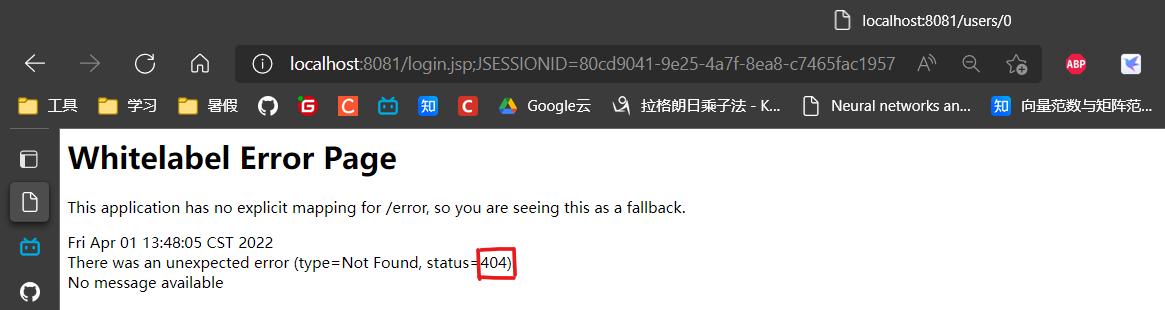 localhost:8081/users/0
localhost:8081/login.jsp;JSESSIONID=80cd9041-9e25-4a7f-8ea8-c7465fac1957
ABP
工具 学习 暑假 G C 知 C Google云 拉格朗日乘子法 - K... Neural networks an... 知 向量范数与矩阵范...
Whitelabel Error Page
This application has no explicit mapping for /error, so you are seeing this as a fallback.
Fri Apr 01 13:48:05 CST 2022
There was an unexpected error (type=Not Found, status=404).
No message available